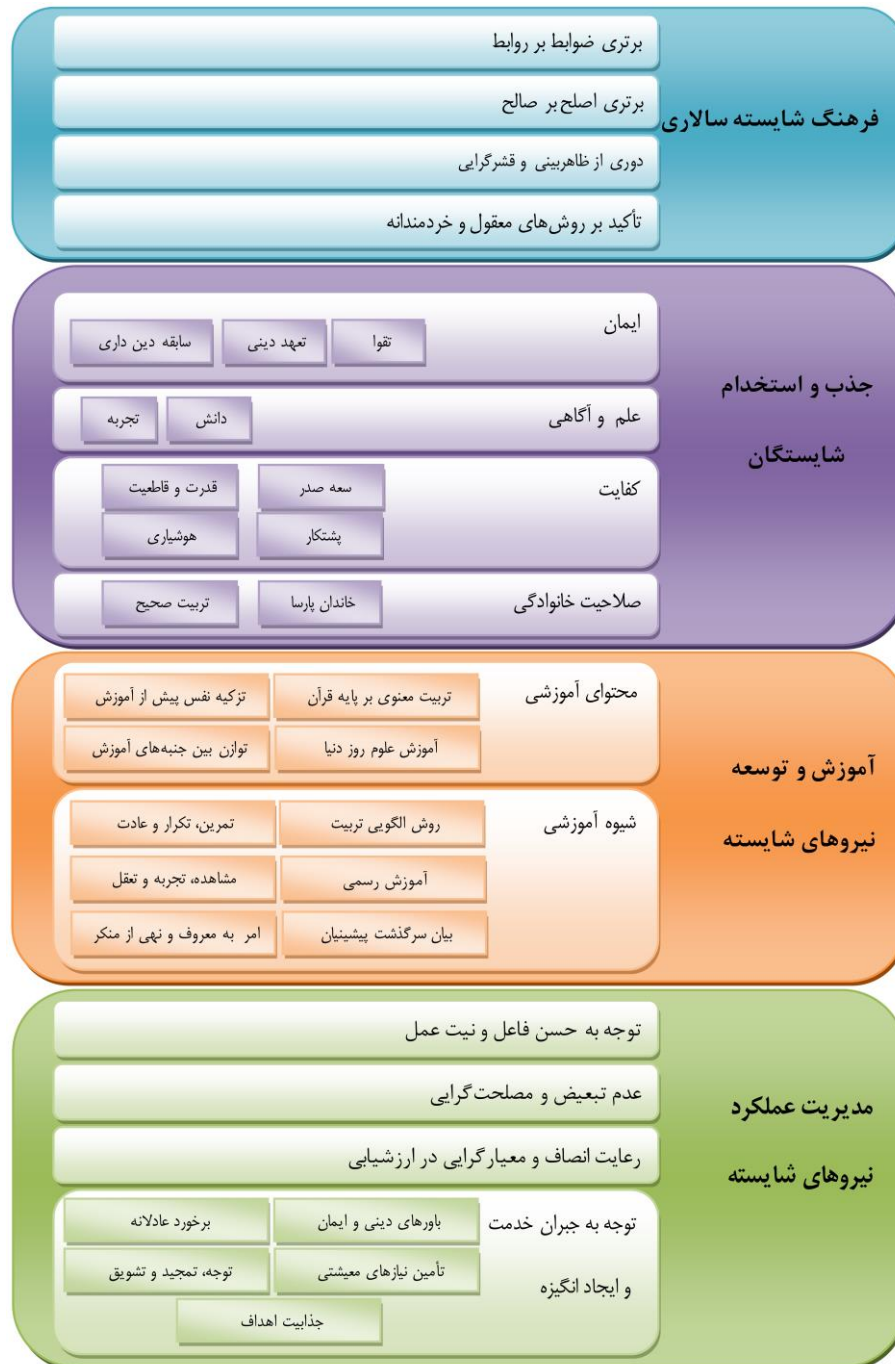 فرهنگ شایسته سالاری
برتری ضوابط بر روابط
برتری اصلح بر صالح
دوری از ظاهربینی و قشرگرایی
تأکید بر روش‌های معقول و خردمندانه
جذب و استخدام
شایستگان
ایمان
تقوا
تعهد دینی
سابقه دین داری
علم و آگاهی
دانش
تجربه
کفایت
سعه صدر
قدرت و قاطعیت
پشتکار
هوشیاری
صلاحیت خانوادگی
خاندان پارسا
تربیت صحیح
آموزش و توسعه
نیروهای شایسته
محتوای آموزشی
تربیت معنوی بر پایه قرآن
تزکیه نفس پیش از آموزش
آموزش علوم روز دنیا
توازن بین جنبه‌های آموزش
شیوه آموزشی
روش الگویی تربیت
تمرین، تکرار و عادت
آموزش رسمی
مشاهده، تجربه و تعقل
بیان سرگذشت پیشینیان
امر به معروف و نهی از منکر
مدیریت عملکرد
نیروهای شایسته
توجه به حسن فاعل و نیت عمل
عدم تبعیض و مصلحت‌گرایی
رعایت انصاف و معیارگرایی در ارزشیابی
توجه به جبران خدمت
و ایجاد انگیزه
باورهای دینی و ایمان
برخورد عادلانه
تأمین نیازهای معیشتی
توجه، تمجید و تشویق
جذابیت اهداف